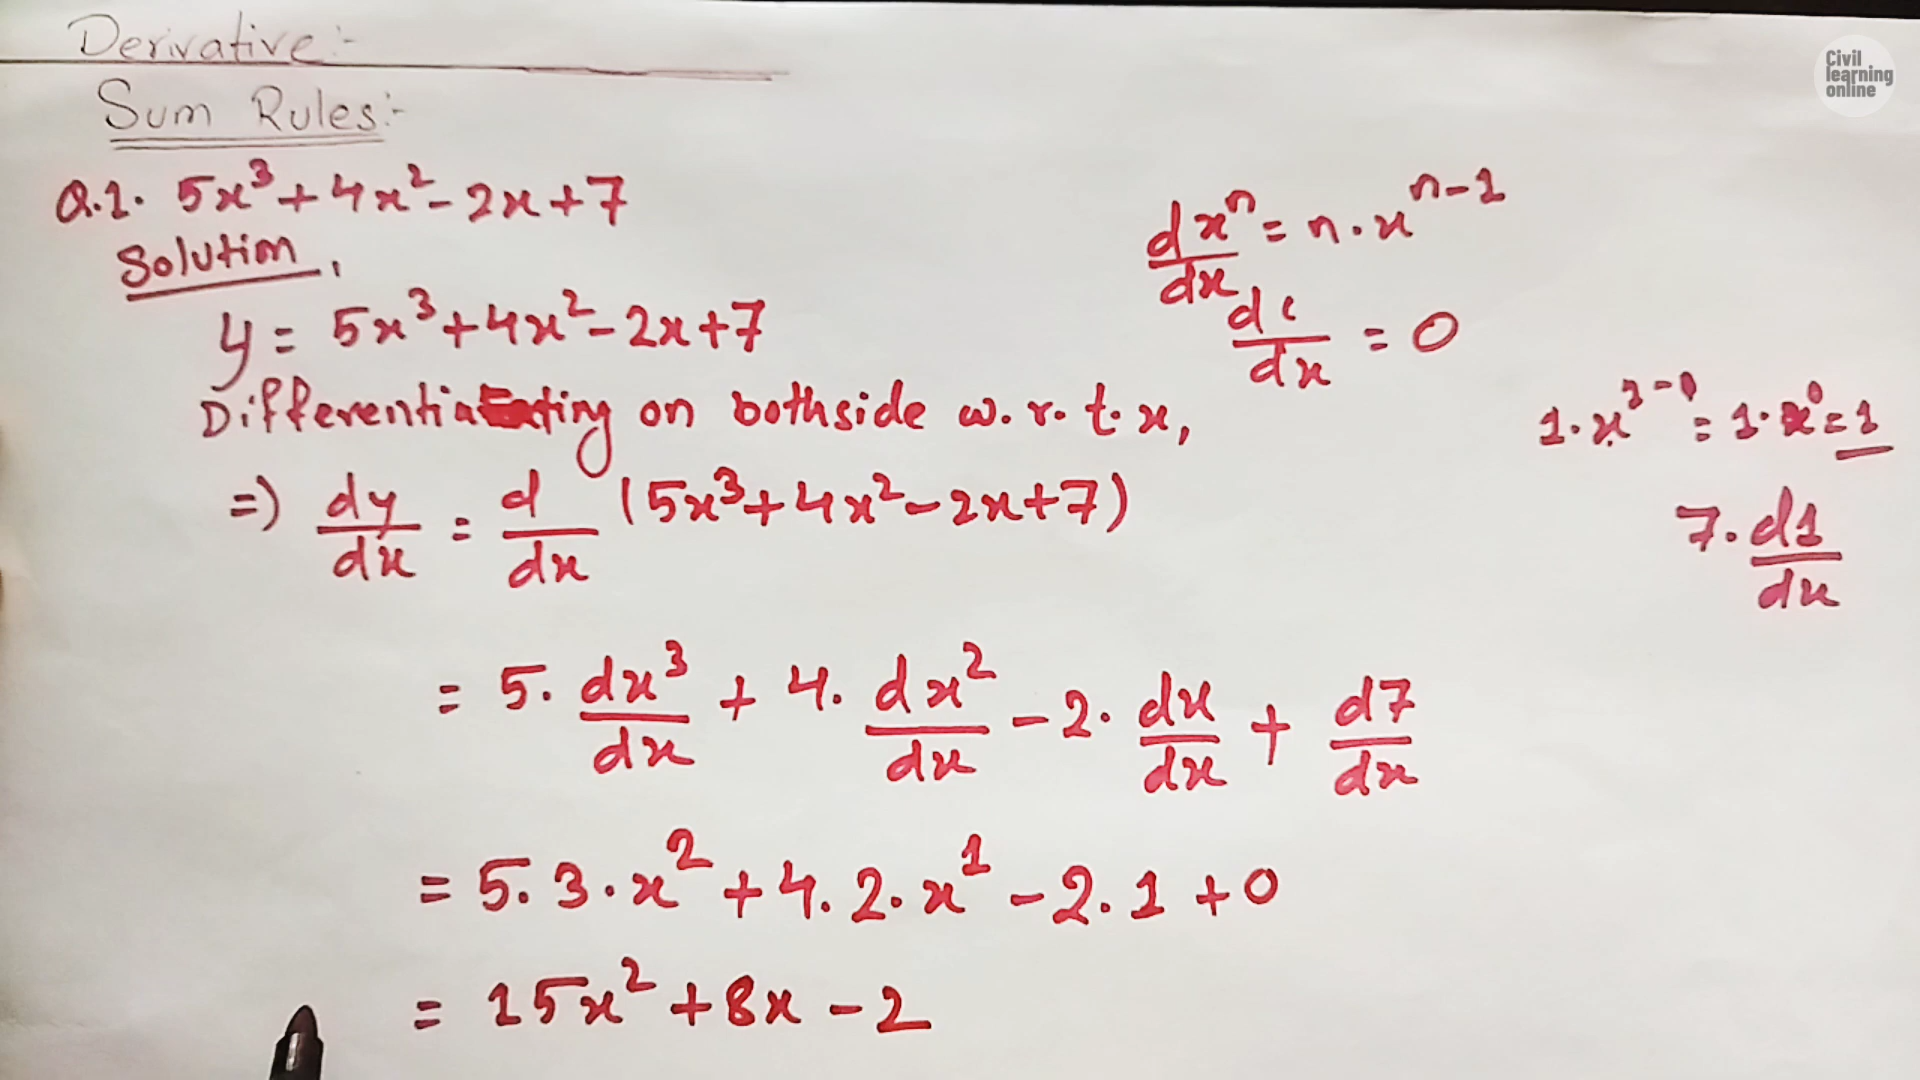 Derivative:-
Sum Rules:-
Q.1. 5x³+4x²-2x+7
Solution,
y = 5x³+4x²-2x+7
Differentiating on bothside w.r.t. x,
=) dy/dx = d/dx (5x³+4x²-2x+7)
= 5. dx³/dx + 4. dx²/dx - 2. dx/dx + d7/dx
= 5.3.x² + 4.2.x¹ - 2.1 + 0
= 15x² + 8x - 2
dxⁿ/dx = n.xⁿ⁻¹
dc/dx = 0
= 1.x⁰ = 1
7. d1/dx
Civil
learning
online